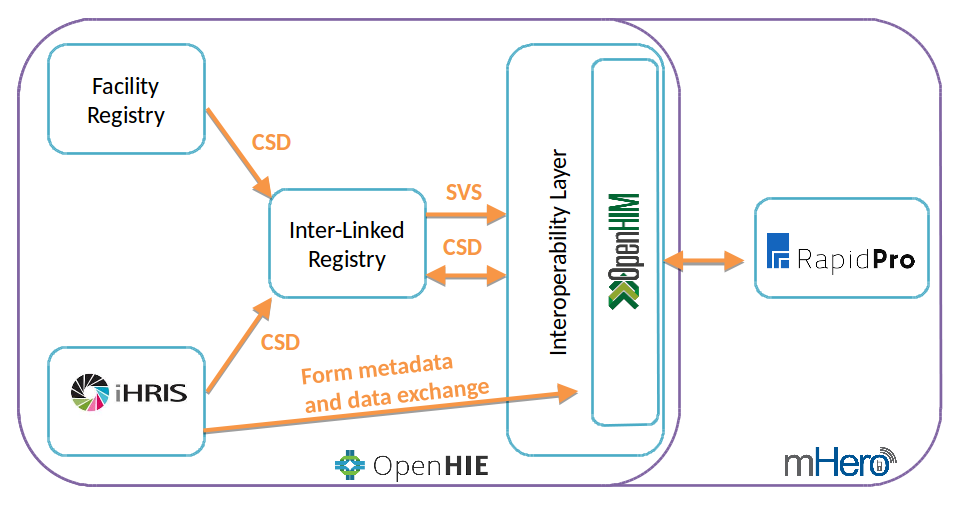 Facility
Registry
CSD
Inter-Linked
Registry
SVS
CSD
Interoperability Layer
OpenHIM
RapidPro
CSD
iHRIS
Form metadata
and data exchange
OpenHIE
mHero